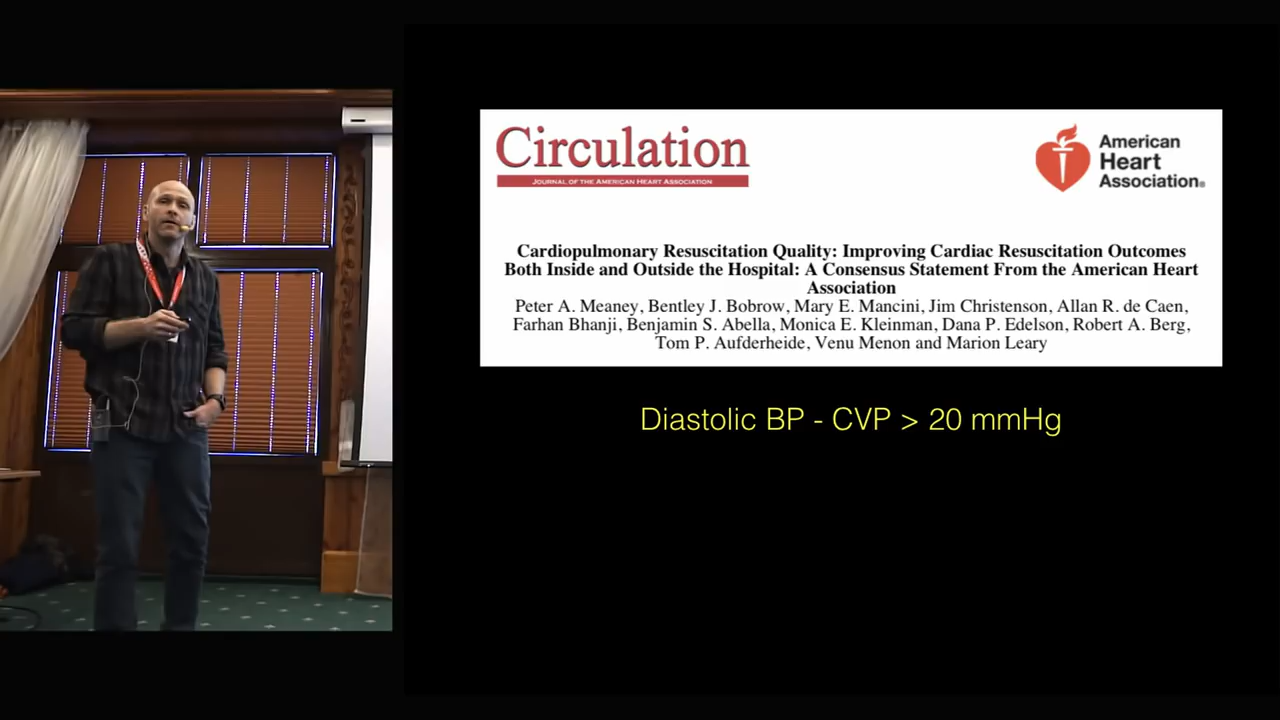 Circulation
JOURNAL OF THE AMERICAN HEART ASSOCIATION
American
Heart
Association®
Cardiopulmonary Resuscitation Quality: Improving Cardiac Resuscitation Outcomes
Both Inside and Outside the Hospital: A Consensus Statement From the American Heart
Association
Peter A. Meaney, Bentley J. Bobrow, Mary E. Mancini, Jim Christenson, Allan R. de Caen,
Farhan Bhanji, Benjamin S. Abella, Monica E. Kleinman, Dana P. Edelson, Robert A. Berg,
Tom P. Aufderheide, Venu Menon and Marion Leary
Diastolic BP - CVP > 20 mmHg